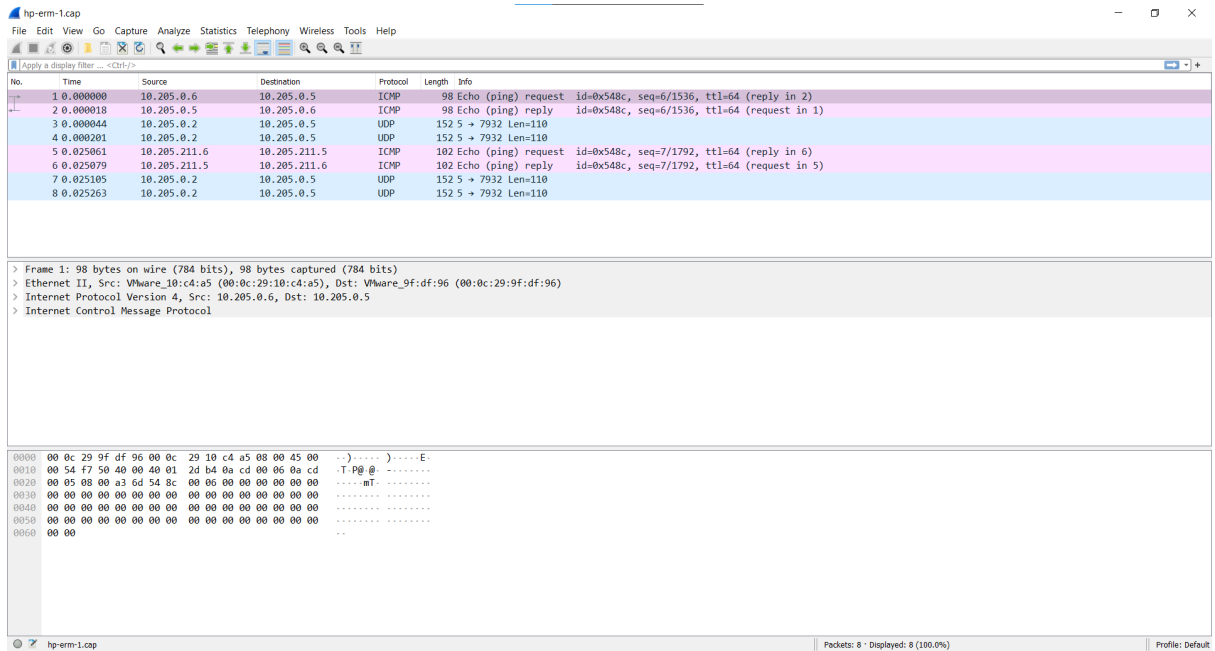 hp-erm-1.cap
File Edit View Go Capture Analyze Statistics Telephony Wireless Tools Help
Apply a display filter ... <Ctrl-/>
No. Time Source Destination Protocol Length Info
1 0.000000 10.205.0.6 10.205.0.5 ICMP 98 Echo (ping) request id=0x548c, seq=6/1536, ttl=64 (reply in 2)
2 0.000018 10.205.0.5 10.205.0.6 ICMP 98 Echo (ping) reply id=0x548c, seq=6/1536, ttl=64 (request in 1)
3 0.000044 10.205.0.2 10.205.0.5 UDP 152 5 → 7932 Len=110
4 0.000201 10.205.0.2 10.205.0.5 UDP 152 5 → 7932 Len=110
5 0.025061 10.205.211.6 10.205.211.5 ICMP 102 Echo (ping) request id=0x548c, seq=7/1792, ttl=64 (reply in 6)
6 0.025079 10.205.211.5 10.205.211.6 ICMP 102 Echo (ping) reply id=0x548c, seq=7/1792, ttl=64 (request in 5)
7 0.025105 10.205.0.2 10.205.0.5 UDP 152 5 → 7932 Len=110
8 0.025263 10.205.0.2 10.205.0.5 UDP 152 5 → 7932 Len=110
> Frame 1: 98 bytes on wire (784 bits), 98 bytes captured (784 bits)
> Ethernet II, Src: VMware_10:c4:a5 (00:0c:29:10:c4:a5), Dst: VMware_9f:df:96 (00:0c:29:9f:df:96)
> Internet Protocol Version 4, Src: 10.205.0.6, Dst: 10.205.0.5
> Internet Control Message Protocol
0000 00 0c 29 9f df 96 00 0c 29 10 c4 a5 08 00 45 00 ··)····· )·····E·
0010 00 54 f7 50 40 00 40 01 2d b4 0a cd 00 06 0a cd ·T·P@·@· -·······
0020 00 05 08 00 a3 6d 54 8c 00 06 00 00 00 00 00 00 ·····mT· ········
0030 00 00 00 00 00 00 00 00 00 00 00 00 00 00 00 00 ········ ········
0040 00 00 00 00 00 00 00 00 00 00 00 00 00 00 00 00 ········ ········
0050 00 00 00 00 00 00 00 00 00 00 00 00 00 00 00 00 ········ ········
0060 00 00 ··
hp-erm-1.cap Packets: 8 · Displayed: 8 (100.0%) Profile: Default